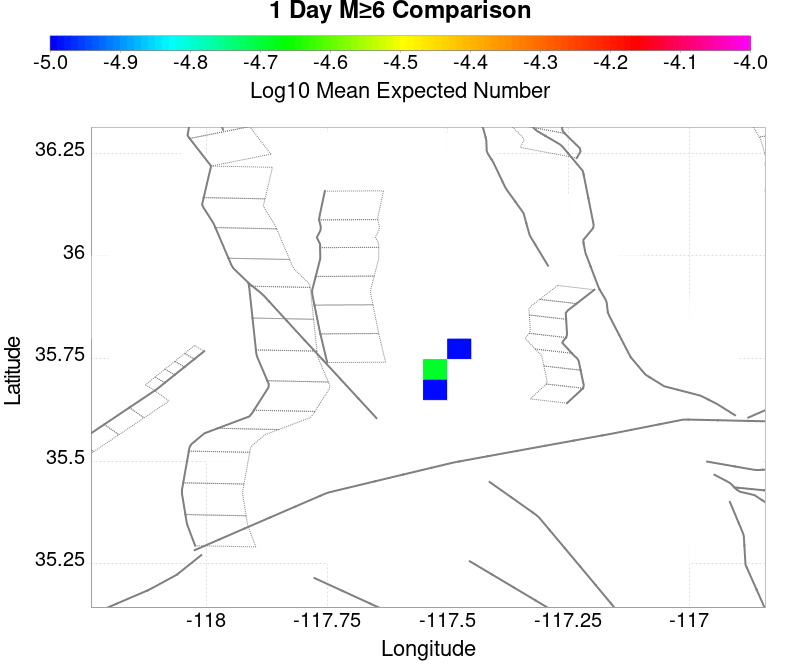 1 Day M≥6 Comparison
-5.0 -4.9 -4.8 -4.7 -4.6 -4.5 -4.4 -4.3 -4.2 -4.1 -4.0
Log10 Mean Expected Number
36.25
36
35.75
35.5
35.25
Latitude
-118 -117.75 -117.5 -117.25 -117
Longitude